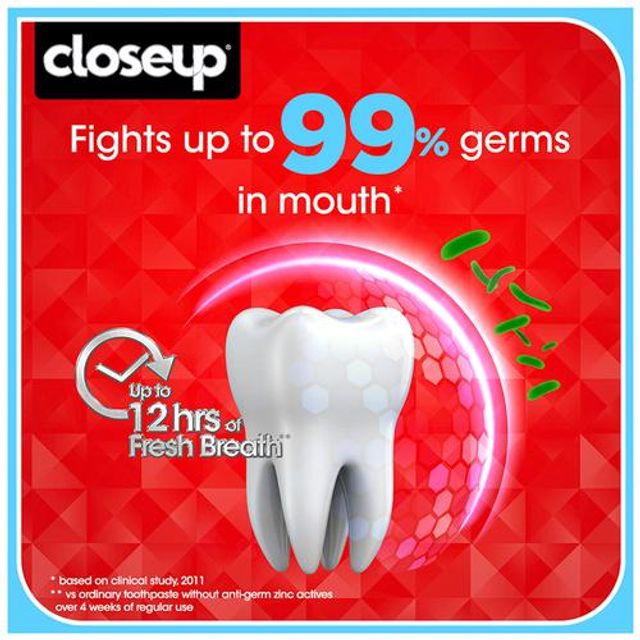 closeup®
Fights up to 99% germs
in mouth*
Up to
12 hrs of
Fresh Breath**
* based on clinical study, 2011
** vs ordinary toothpaste without anti-germ zinc actives
over 4 weeks of regular use